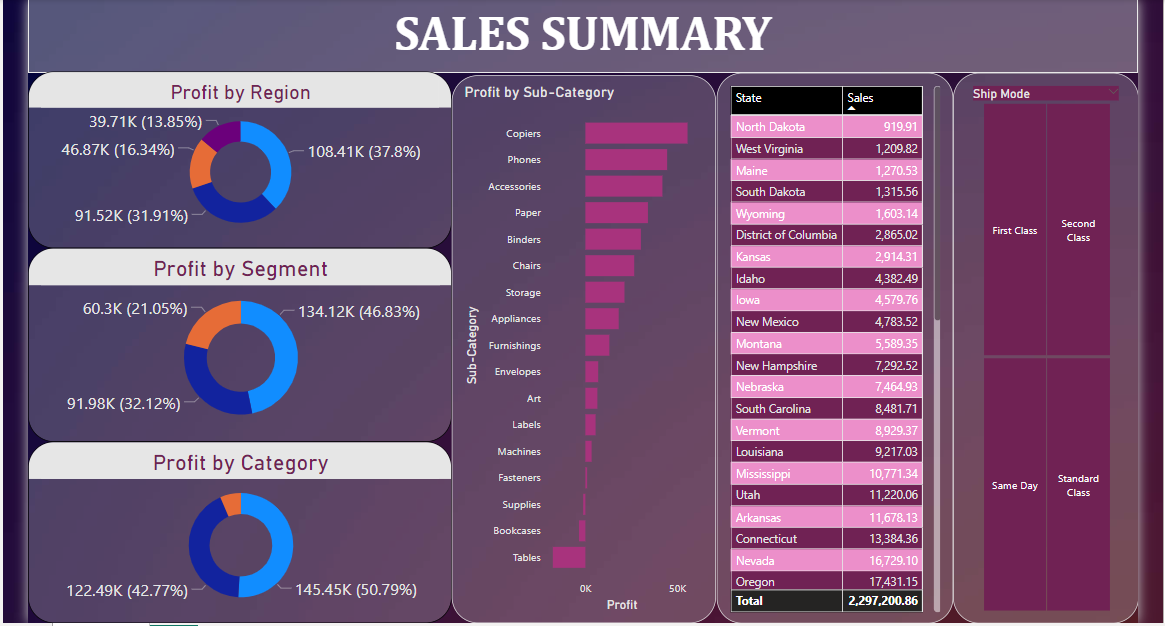 SALES SUMMARY
Profit by Region
39.71K (13.85%)
46.87K (16.34%)
108.41K (37.8%)
91.52K (31.91%)
Profit by Segment
60.3K (21.05%)
134.12K (46.83%)
91.98K (32.12%)
Profit by Category
122.49K (42.77%)
145.45K (50.79%)
Profit by Sub-Category
Sub-Category
Copiers
Phones
Accessories
Paper
Binders
Chairs
Storage
Appliances
Furnishings
Envelopes
Art
Labels
Machines
Fasteners
Supplies
Bookcases
Tables
0K 50K
Profit
State Sales
North Dakota 919.91
West Virginia 1,209.82
Maine 1,270.53
South Dakota 1,315.56
Wyoming 1,603.14
District of Columbia 2,865.02
Kansas 2,914.31
Idaho 4,382.49
Iowa 4,579.76
New Mexico 4,783.52
Montana 5,589.35
New Hampshire 7,292.52
Nebraska 7,464.93
South Carolina 8,481.71
Vermont 8,929.37
Louisiana 9,217.03
Mississippi 10,771.34
Utah 11,220.06
Arkansas 11,678.13
Connecticut 13,384.36
Nevada 16,729.10
Oregon 17,431.15
Total 2,297,200.86
Ship Mode
First Class
Second
Class
Same Day
Standard
Class